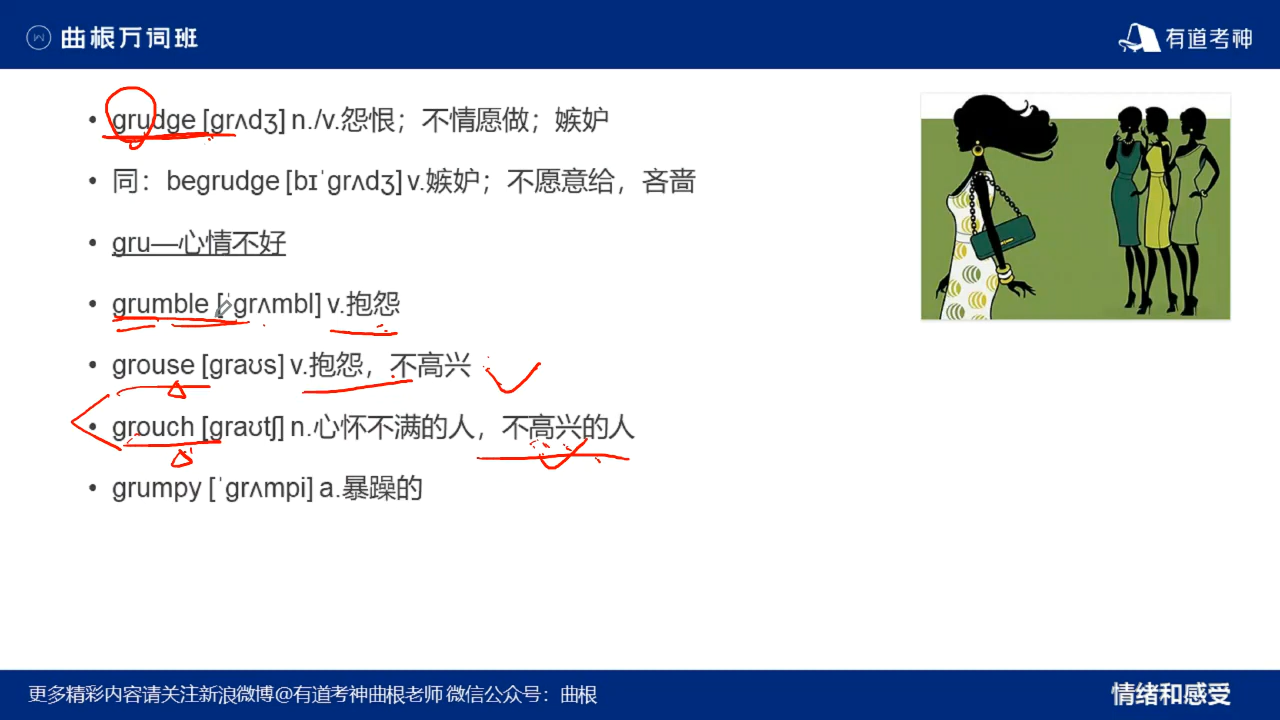 曲根万词班
有道考神
• grudge [grʌdʒ] n./v.怨恨；不情愿做；嫉妒
• 同：begrudge [bɪˈgrʌdʒ] v.嫉妒；不愿意给，吝啬
• gru—心情不好
• grumble [ˈgrʌmbl] v.抱怨
• grouse [graʊs] v.抱怨，不高兴
• grouch [graʊtʃ] n.心怀不满的人，不高兴的人
• grumpy [ˈgrʌmpi] a.暴躁的
更多精彩内容请关注新浪微博@有道考神曲根老师 微信公众号：曲根
情绪和感受